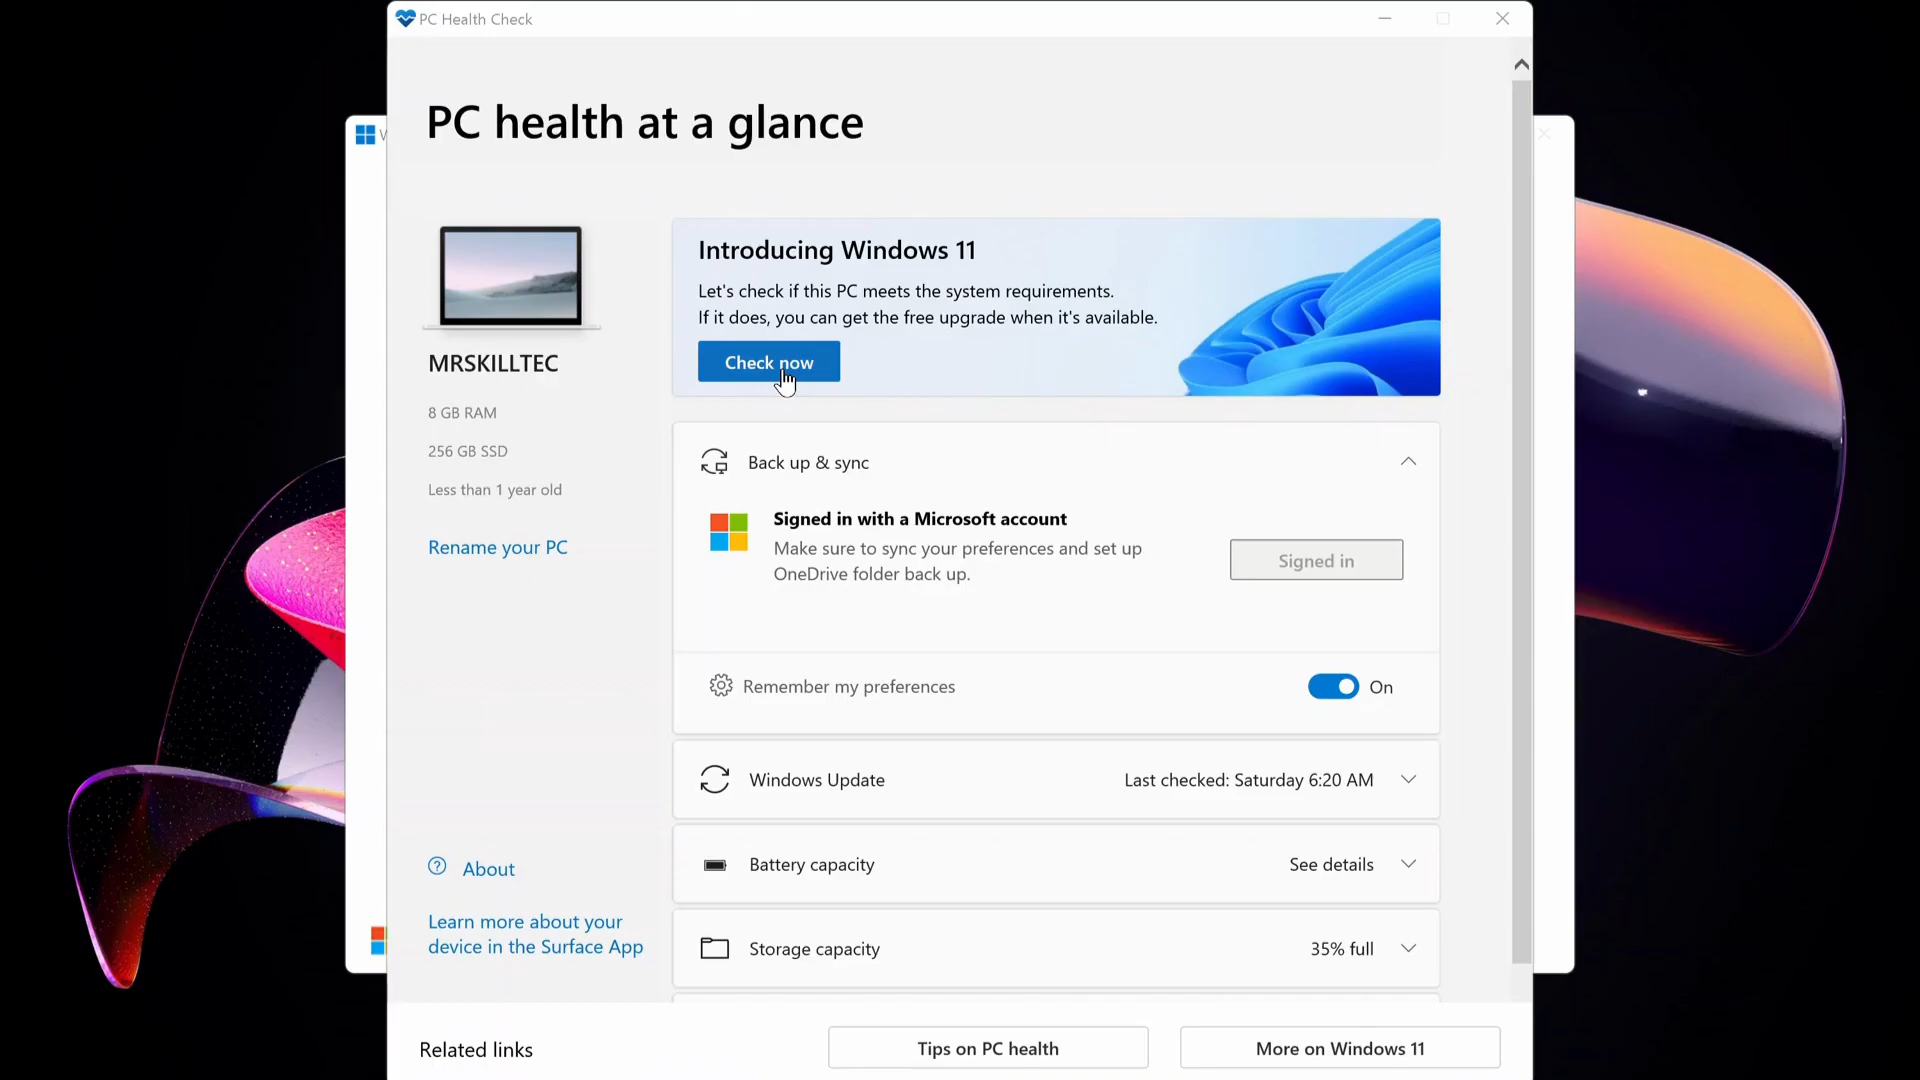 PC Health Check
PC health at a glance
MRSKILLTEC
8 GB RAM
256 GB SSD
Less than 1 year old
Rename your PC
About
Learn more about your
device in the Surface App
Introducing Windows 11
Let's check if this PC meets the system requirements.
If it does, you can get the free upgrade when it's available.
Check now
Back up & sync
Signed in with a Microsoft account
Make sure to sync your preferences and set up
OneDrive folder back up.
Signed in
Remember my preferences
On
Windows Update
Last checked: Saturday 6:20 AM
Battery capacity
See details
Storage capacity
35% full
Related links
Tips on PC health
More on Windows 11